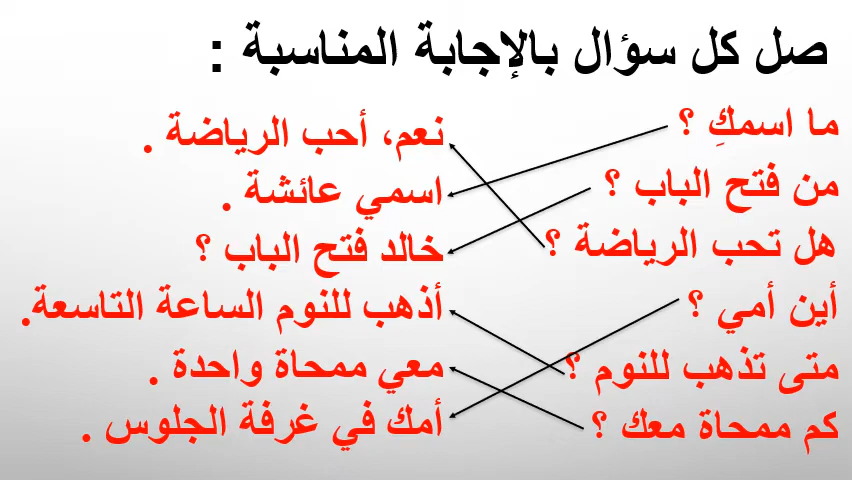 صل كل سؤال بالإجابة المناسبة :
ما اسمكِ ؟
من فتح الباب ؟
هل تحب الرياضة ؟
أين أمي ؟
متى تذهب للنوم ؟
كم ممحاة معك ؟
نعم، أحب الرياضة .
اسمي عائشة .
خالد فتح الباب ؟
أذهب للنوم الساعة التاسعة.
معي ممحاة واحدة .
أمك في غرفة الجلوس .